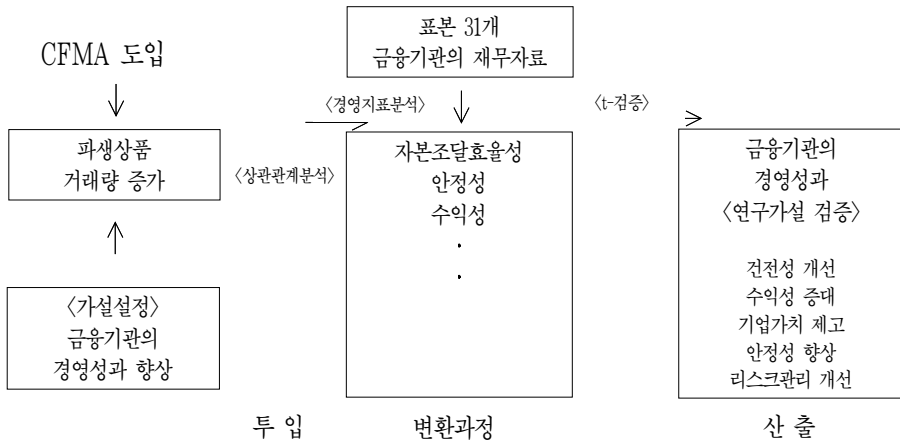 CFMA 도입
표본 31개
금융기관의 재무자료
〈경영지표분석〉
〈t-검증〉
파생상품
거래량 증가
〈상관관계분석〉
자본조달효율성
안정성
수익성
·
·
금융기관의
경영성과
〈연구가설 검증〉
건전성 개선
수익성 증대
기업가치 제고
안정성 향상
리스크관리 개선
〈가설설정〉
금융기관의
경영성과 향상
투 입
변환과정
산 출